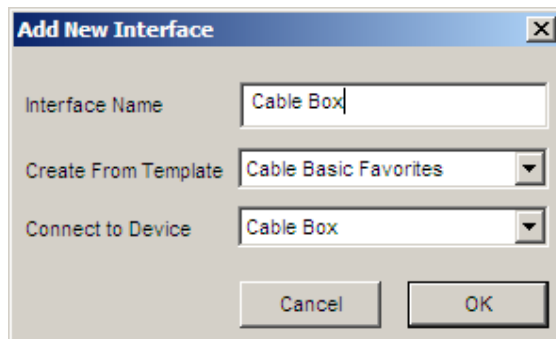 Add New Interface
Interface Name Cable Box
Create From Template Cable Basic Favorites
Connect to Device Cable Box
Cancel OK